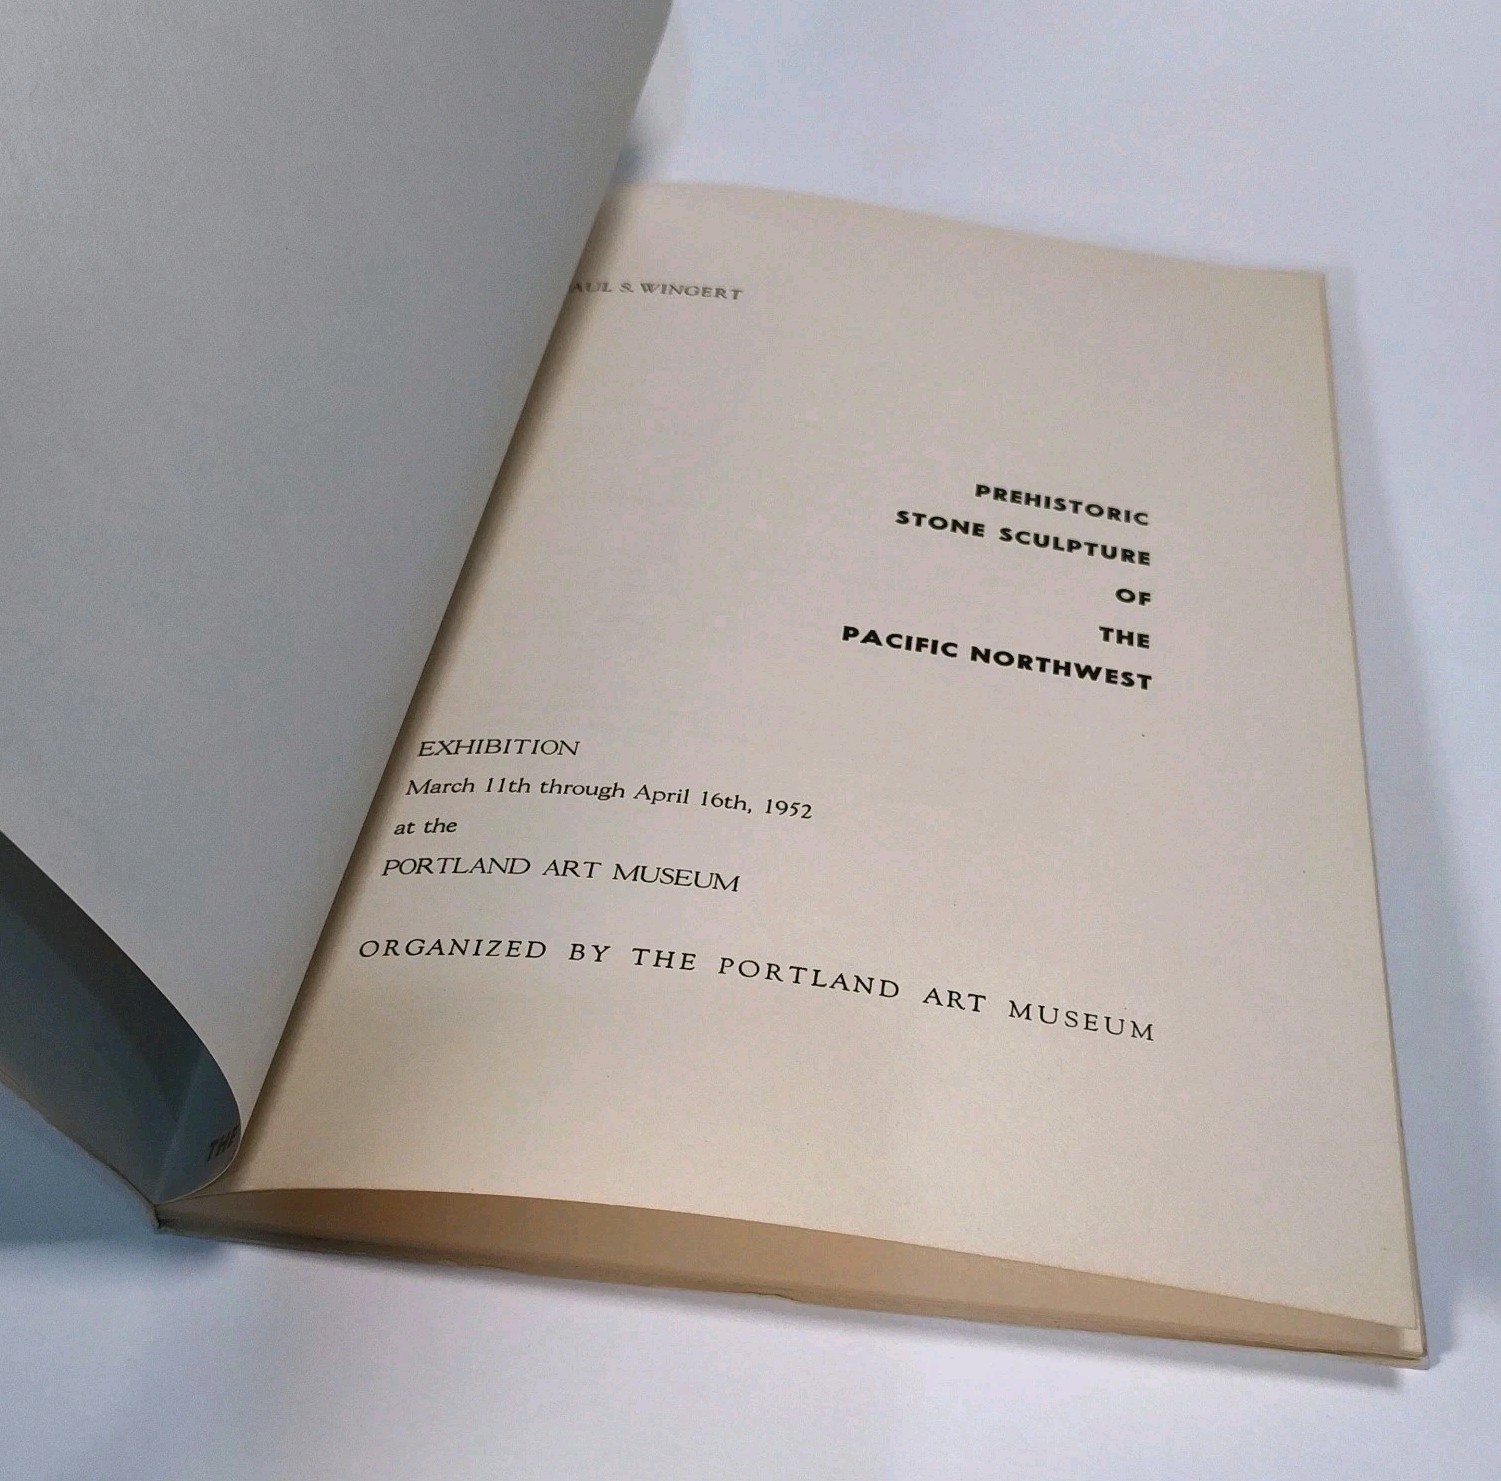 AUL S. WINGERT
PREHISTORIC
STONE SCULPTURE
OF
THE
PACIFIC NORTHWEST
EXHIBITION
March 11th through April 16th, 1952
at the
PORTLAND ART MUSEUM
ORGANIZED BY THE PORTLAND ART MUSEUM
THE